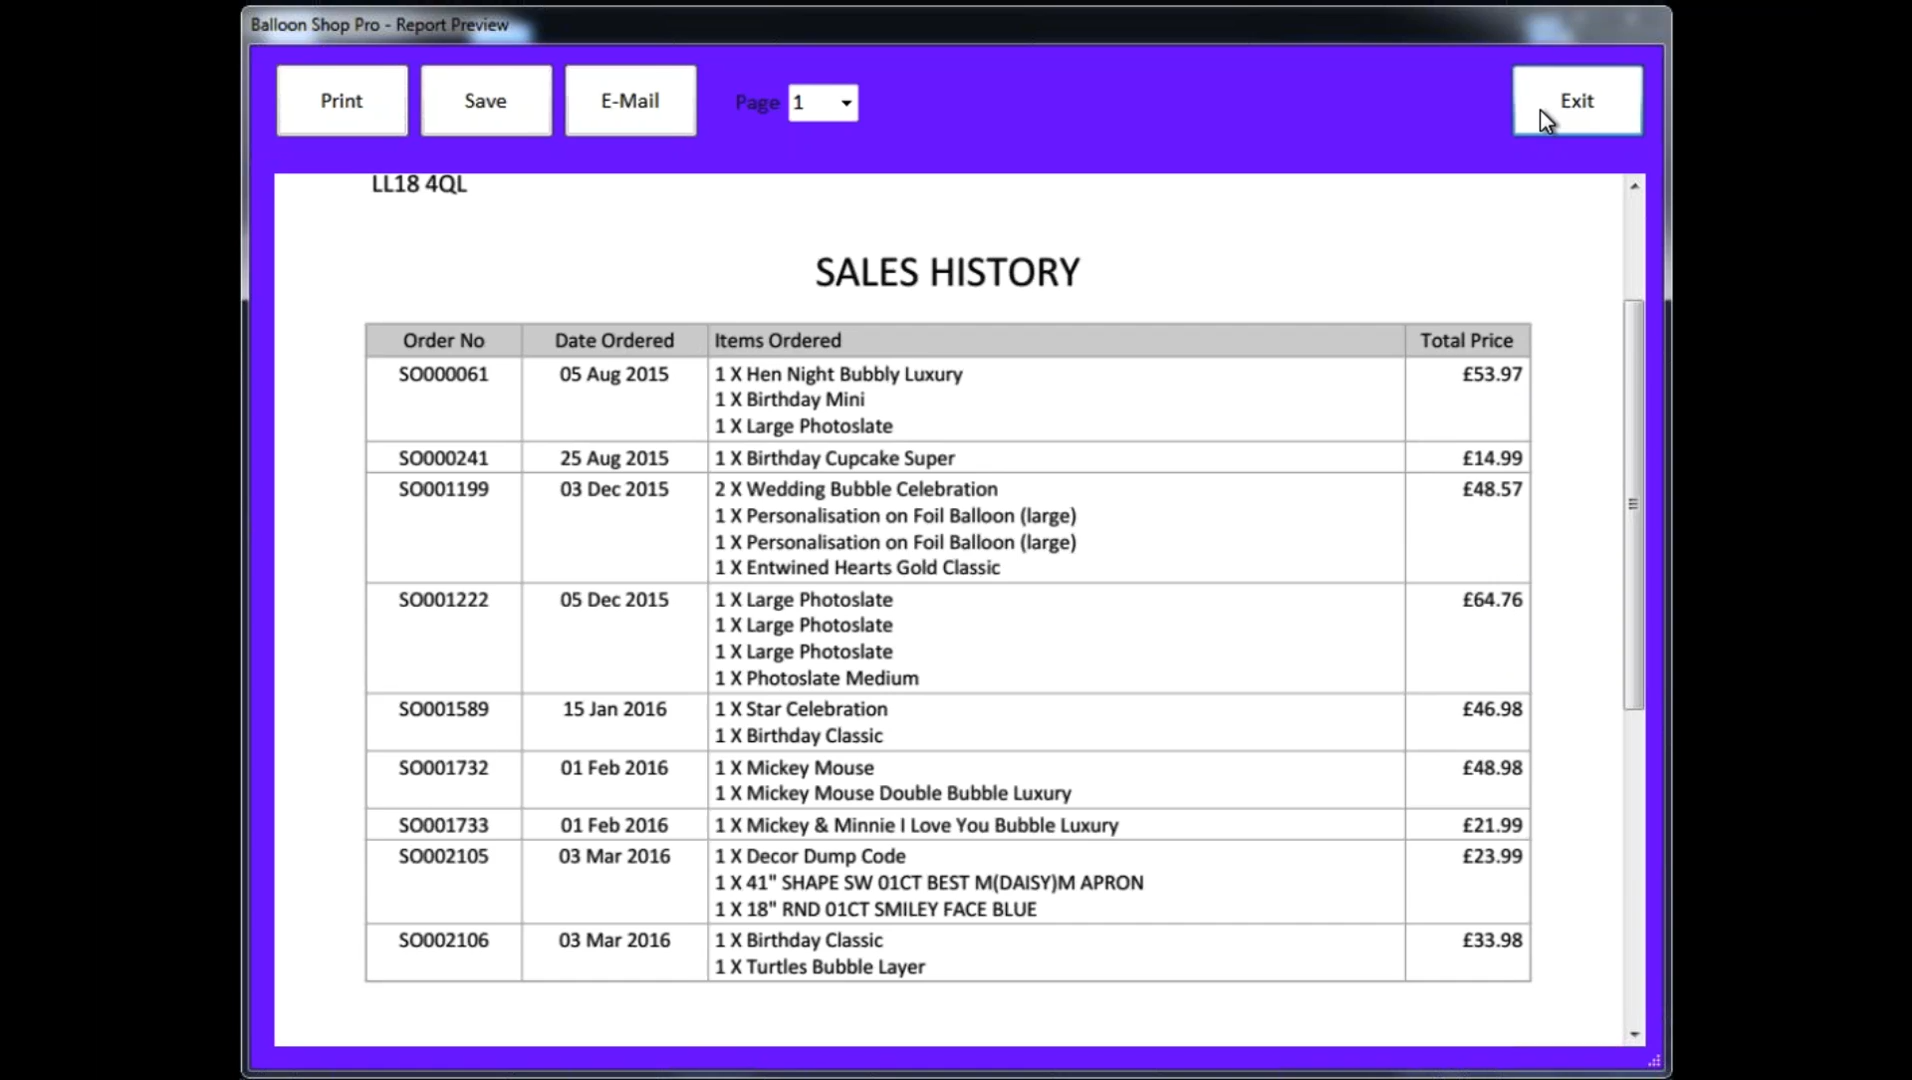 Balloon Shop Pro - Report Preview
Print Save E-Mail Page 1 Exit
LL18 4QL
SALES HISTORY
Order No Date Ordered Items Ordered Total Price
SO000061 05 Aug 2015 1 X Hen Night Bubbly Luxury £53.97
1 X Birthday Mini
1 X Large Photoslate
SO000241 25 Aug 2015 1 X Birthday Cupcake Super £14.99
SO001199 03 Dec 2015 2 X Wedding Bubble Celebration £48.57
1 X Personalisation on Foil Balloon (large)
1 X Personalisation on Foil Balloon (large)
1 X Entwined Hearts Gold Classic
SO001222 05 Dec 2015 1 X Large Photoslate £64.76
1 X Large Photoslate
1 X Large Photoslate
1 X Photoslate Medium
SO001589 15 Jan 2016 1 X Star Celebration £46.98
1 X Birthday Classic
SO001732 01 Feb 2016 1 X Mickey Mouse £48.98
1 X Mickey Mouse Double Bubble Luxury
SO001733 01 Feb 2016 1 X Mickey & Minnie I Love You Bubble Luxury £21.99
SO002105 03 Mar 2016 1 X Decor Dump Code £23.99
1 X 41" SHAPE SW 01CT BEST M(DAISY)M APRON
1 X 18" RND 01CT SMILEY FACE BLUE
SO002106 03 Mar 2016 1 X Birthday Classic £33.98
1 X Turtles Bubble Layer